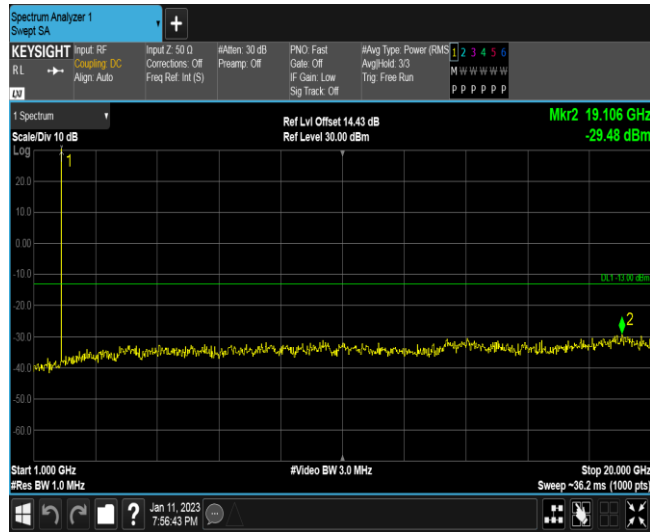 Spectrum Analyzer 1
Swept SA
+
KEYSIGHT
RL
LXI
Input: RF
Coupling: DC
Align: Auto
Input Z: 50 Ω
Corrections: Off
Freq Ref: Int (S)
#Atten: 30 dB
Preamp: Off
PNO: Fast
Gate: Off
IF Gain: Low
Sig Track: Off
#Avg Type: Power (RMS
Avg|Hold: 3/3
Trig: Free Run
1 2 3 4 5 6
M W W W W W
P P P P P P
1 Spectrum
Scale/Div 10 dB
Log
Ref Lvl Offset 14.43 dB
Ref Level 30.00 dBm
Mkr2 19.106 GHz
-29.48 dBm
1
20.0
10.0
0.00
-10.0
DL1 -13.00 dBm
-20.0
2
-30.0
-40.0
-50.0
-60.0
Start 1.000 GHz
#Res BW 1.0 MHz
#Video BW 3.0 MHz
Stop 20.000 GHz
Sweep ~36.2 ms (1000 pts)
?
Jan 11, 2023
7:56:43 PM